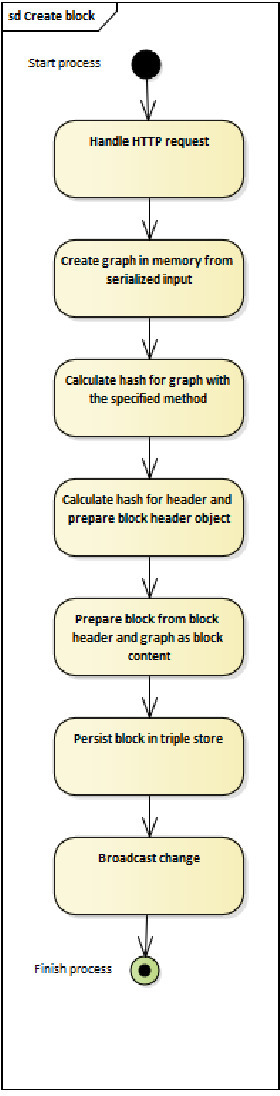 sd Create block
Start process
Handle HTTP request
Create graph in memory from
serialized input
Calculate hash for graph with
the specified method
Calculate hash for header and
prepare block header object
Prepare block from block
header and graph as block
content
Persist block in triple store
Broadcast change
Finish process